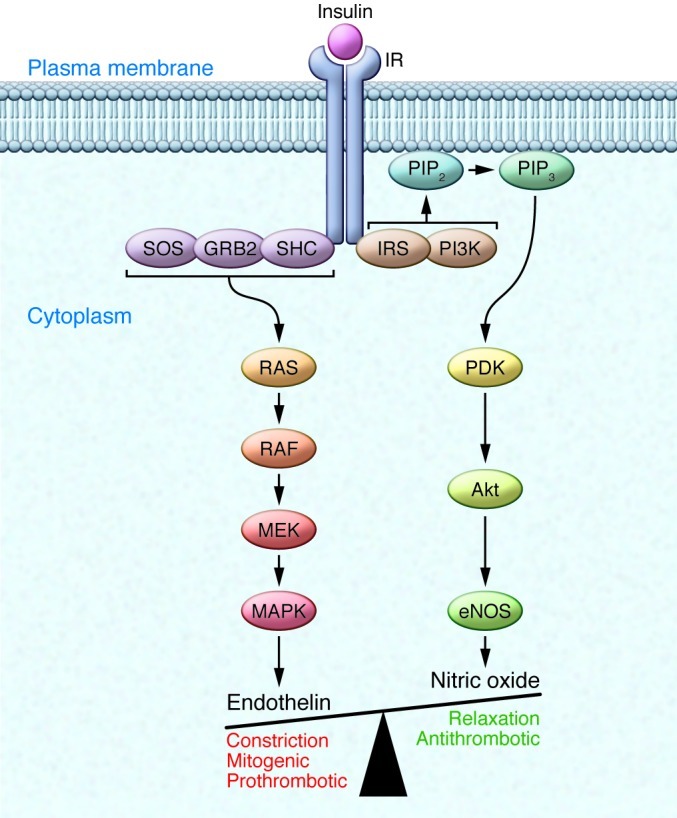 Insulin
IR
Plasma membrane
PIP2
PIP3
SOS
GRB2
SHC
IRS
PI3K
Cytoplasm
RAS
PDK
RAF
Akt
MEK
MAPK
eNOS
Nitric oxide
Endothelin
Relaxation
Antithrombotic
Constriction
Mitogenic
Prothrombotic